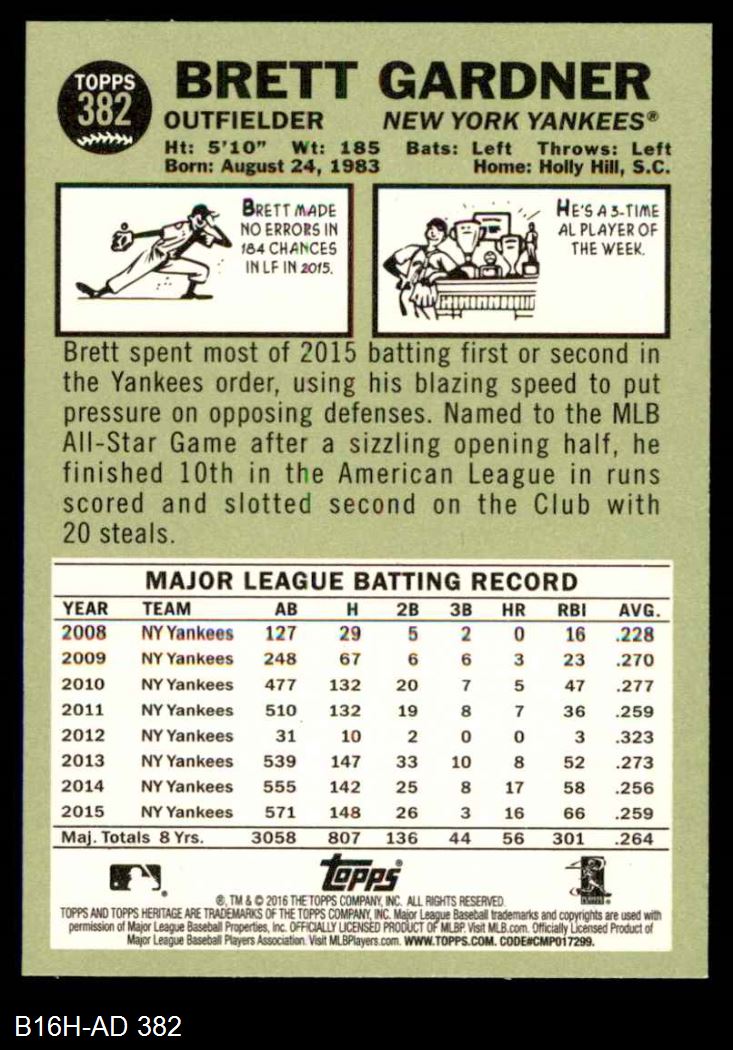 TOPPS
382
BRETT GARDNER
OUTFIELDER NEW YORK YANKEES®
Ht: 5'10" Wt: 185 Bats: Left Throws: Left
Born: August 24, 1983 Home: Holly Hill, S.C.
BRETT MADE
NO ERRORS IN
184 CHANCES
IN LF IN 2015.
HE'S A 3-TIME
AL PLAYER OF
THE WEEK.
Brett spent most of 2015 batting first or second in
the Yankees order, using his blazing speed to put
pressure on opposing defenses. Named to the MLB
All-Star Game after a sizzling opening half, he
finished 10th in the American League in runs
scored and slotted second on the Club with
20 steals.
MAJOR LEAGUE BATTING RECORD
YEAR TEAM AB H 2B 3B HR RBI AVG.
2008 NY Yankees 127 29 5 2 0 16 .228
2009 NY Yankees 248 67 6 6 3 23 .270
2010 NY Yankees 477 132 20 7 5 47 .277
2011 NY Yankees 510 132 19 8 7 36 .259
2012 NY Yankees 31 10 2 0 0 3 .323
2013 NY Yankees 539 147 33 10 8 52 .273
2014 NY Yankees 555 142 25 8 17 58 .256
2015 NY Yankees 571 148 26 3 16 66 .259
Maj. Totals 8 Yrs. 3058 807 136 44 56 301 .264
Topps®
®, TM & © 2016 THE TOPPS COMPANY, INC. ALL RIGHTS RESERVED.
TOPPS AND TOPPS HERITAGE ARE TRADEMARKS OF THE TOPPS COMPANY, INC. Major League Baseball trademarks and copyrights are used with
permission of Major League Baseball Properties, Inc. OFFICIALLY LICENSED PRODUCT OF MLBP. Visit MLB.com. Officially Licensed Product of
Major League Baseball Players Association. Visit MLBPlayers.com. WWW.TOPPS.COM. CODE#CMP017299.
B16H-AD 382